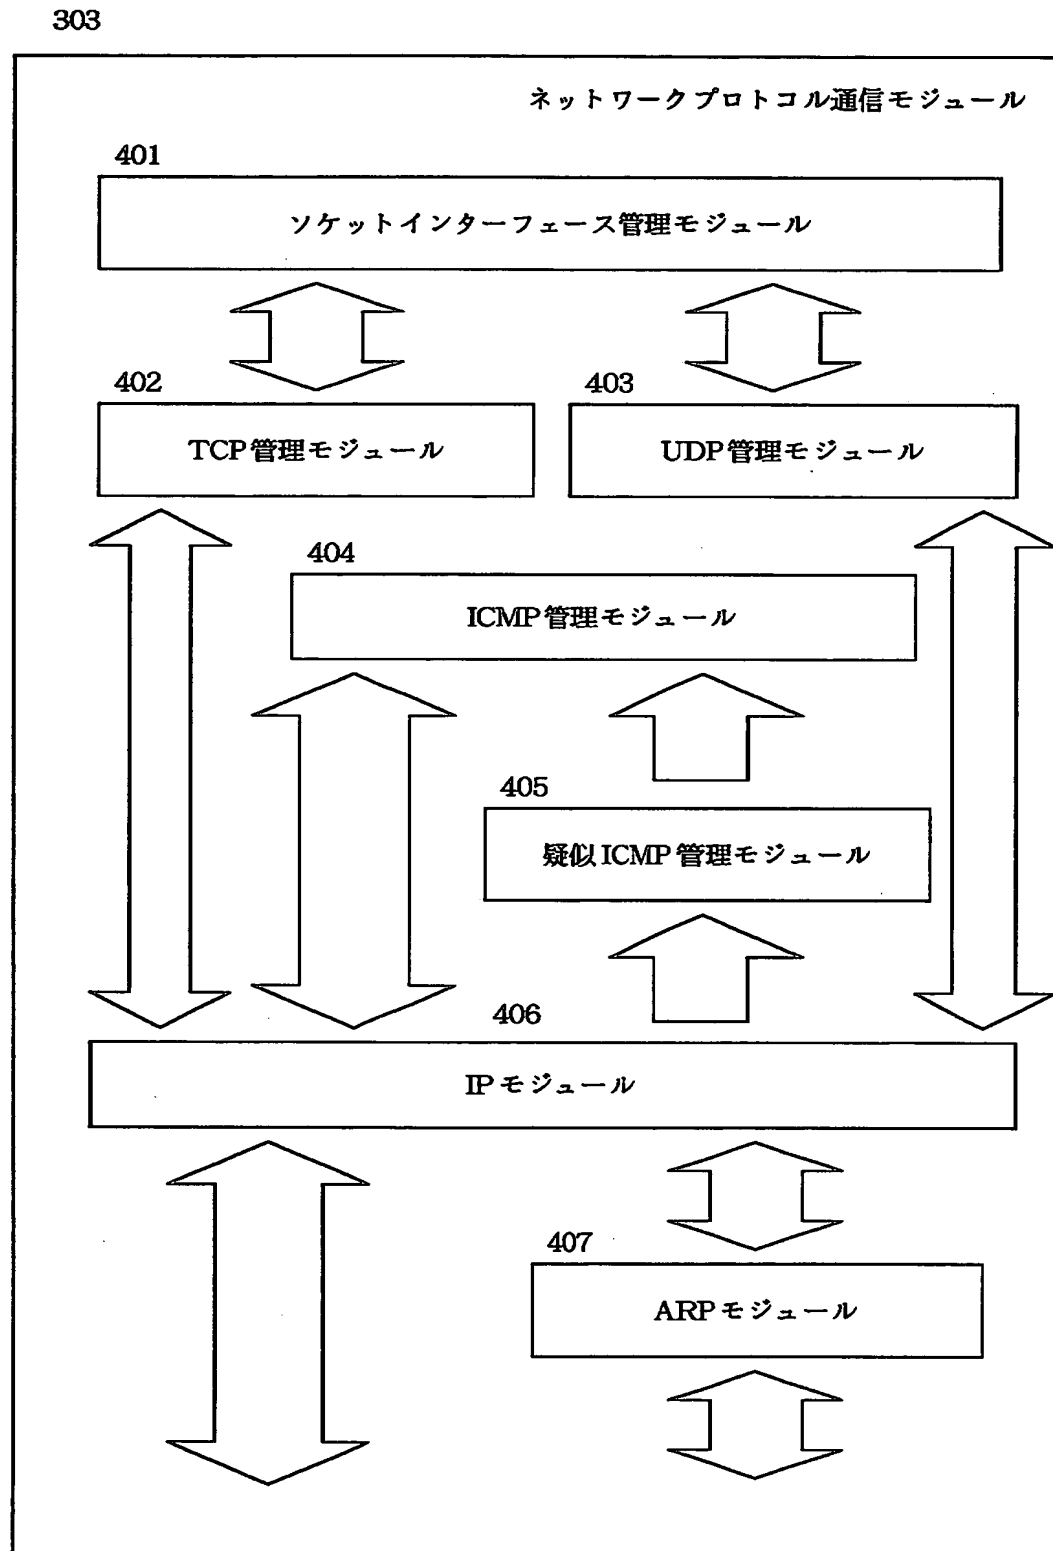 303
ネットワークプロトコル通信モジュール
401
ソケットインターフェース管理モジュール
402
TCP管理モジュール
403
UDP管理モジュール
404
ICMP管理モジュール
405
疑似ICMP管理モジュール
406
IPモジュール
407
ARPモジュール